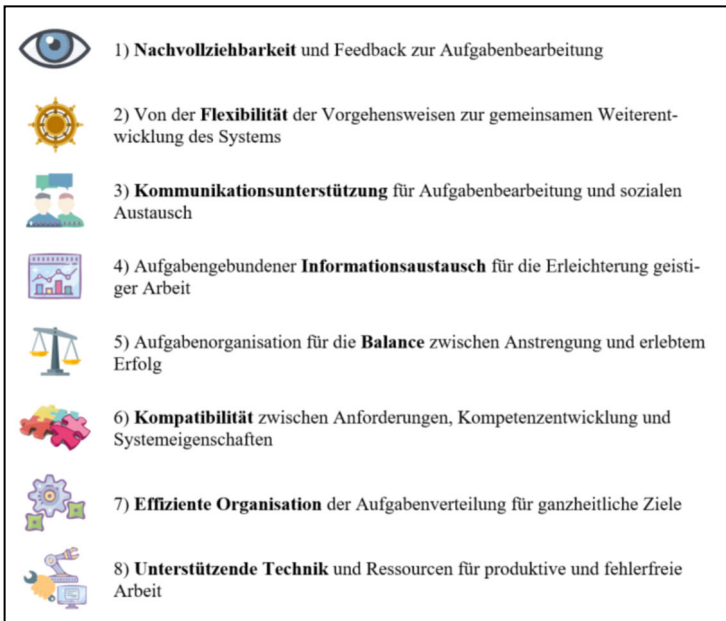 1) Nachvollziehbarkeit und Feedback zur Aufgabenbearbeitung
2) Von der Flexibilität der Vorgehensweisen zur gemeinsamen Weiterent-
wicklung des Systems
3) Kommunikationsunterstützung für Aufgabenbearbeitung und sozialen
Austausch
4) Aufgabengebundener Informationsaustausch für die Erleichterung geisti-
ger Arbeit
5) Aufgabenorganisation für die Balance zwischen Anstrengung und erlebtem
Erfolg
6) Kompatibilität zwischen Anforderungen, Kompetenzentwicklung und
Systemeigenschaften
7) Effiziente Organisation der Aufgabenverteilung für ganzheitliche Ziele
8) Unterstützende Technik und Ressourcen für produktive und fehlerfreie
Arbeit